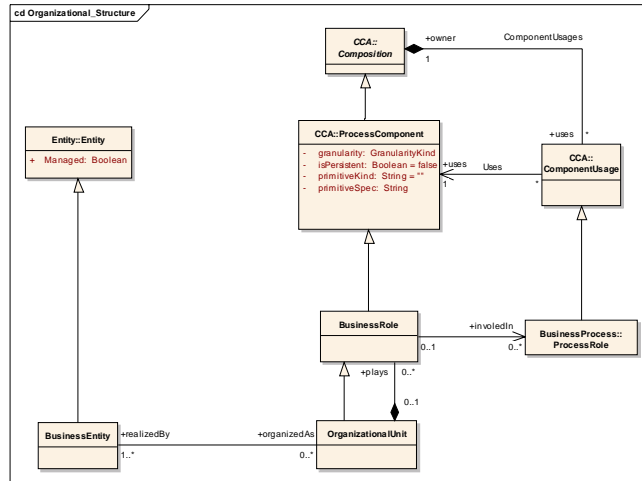 cd Organizational_Structure
CCA::
Composition
+owner
ComponentUsages
1
Entity::Entity
+ Managed: Boolean
CCA::ProcessComponent
- granularity: GranularityKind
- isPersistent: Boolean = false
- primitiveKind: String = ""
- primitiveSpec: String
+uses
*
+uses
Uses
1
*
CCA::
ComponentUsage
BusinessRole
+involedIn
0..1
0..*
BusinessProcess::
ProcessRole
+plays
0..*
0..1
BusinessEntity
+realizedBy
1..*
+organizedAs
0..*
OrganizationalUnit